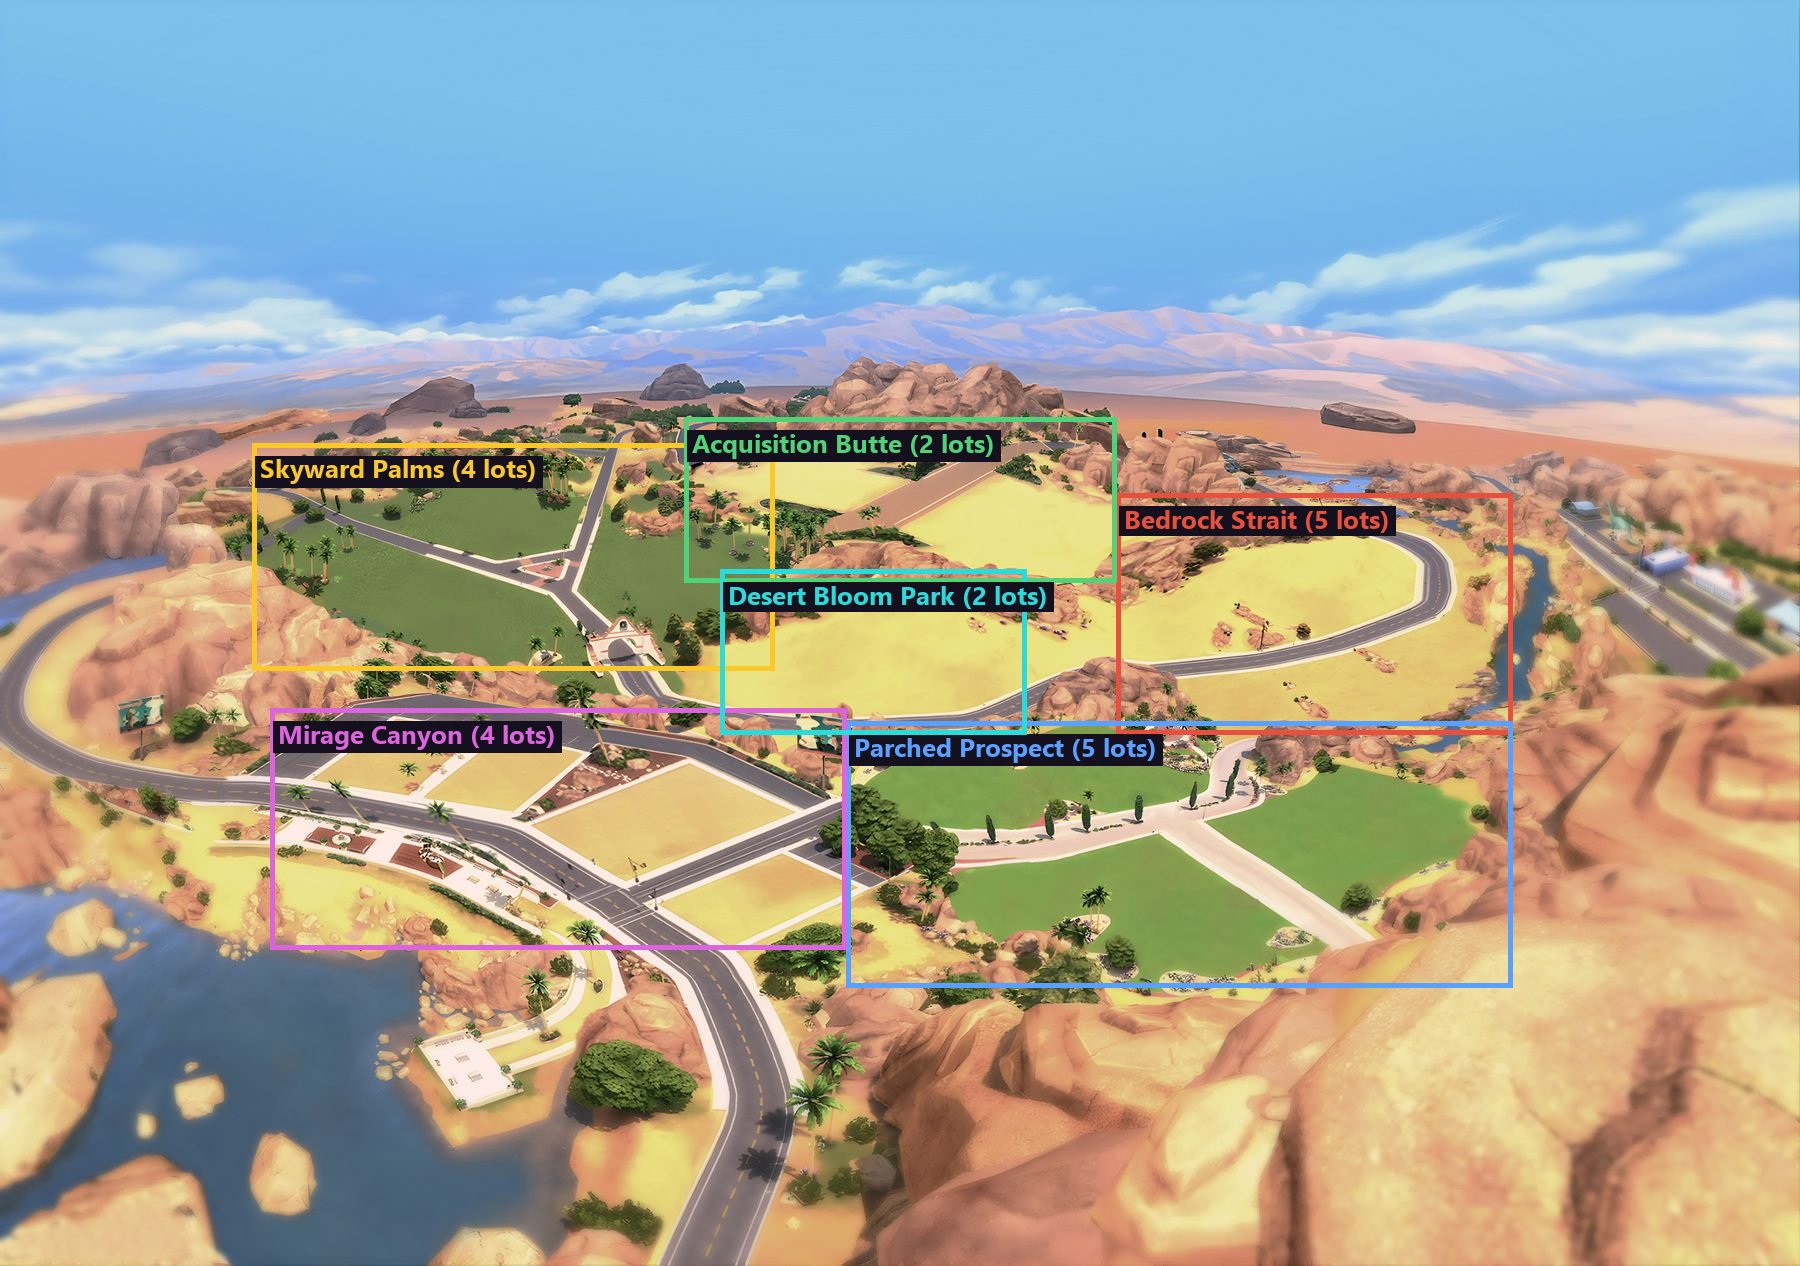 Acquisition Butte (2 lots)
Skyward Palms (4 lots)
Bedrock Strait (5 lots)
Desert Bloom Park (2 lots)
Mirage Canyon (4 lots)
Parched Prospect (5 lots)